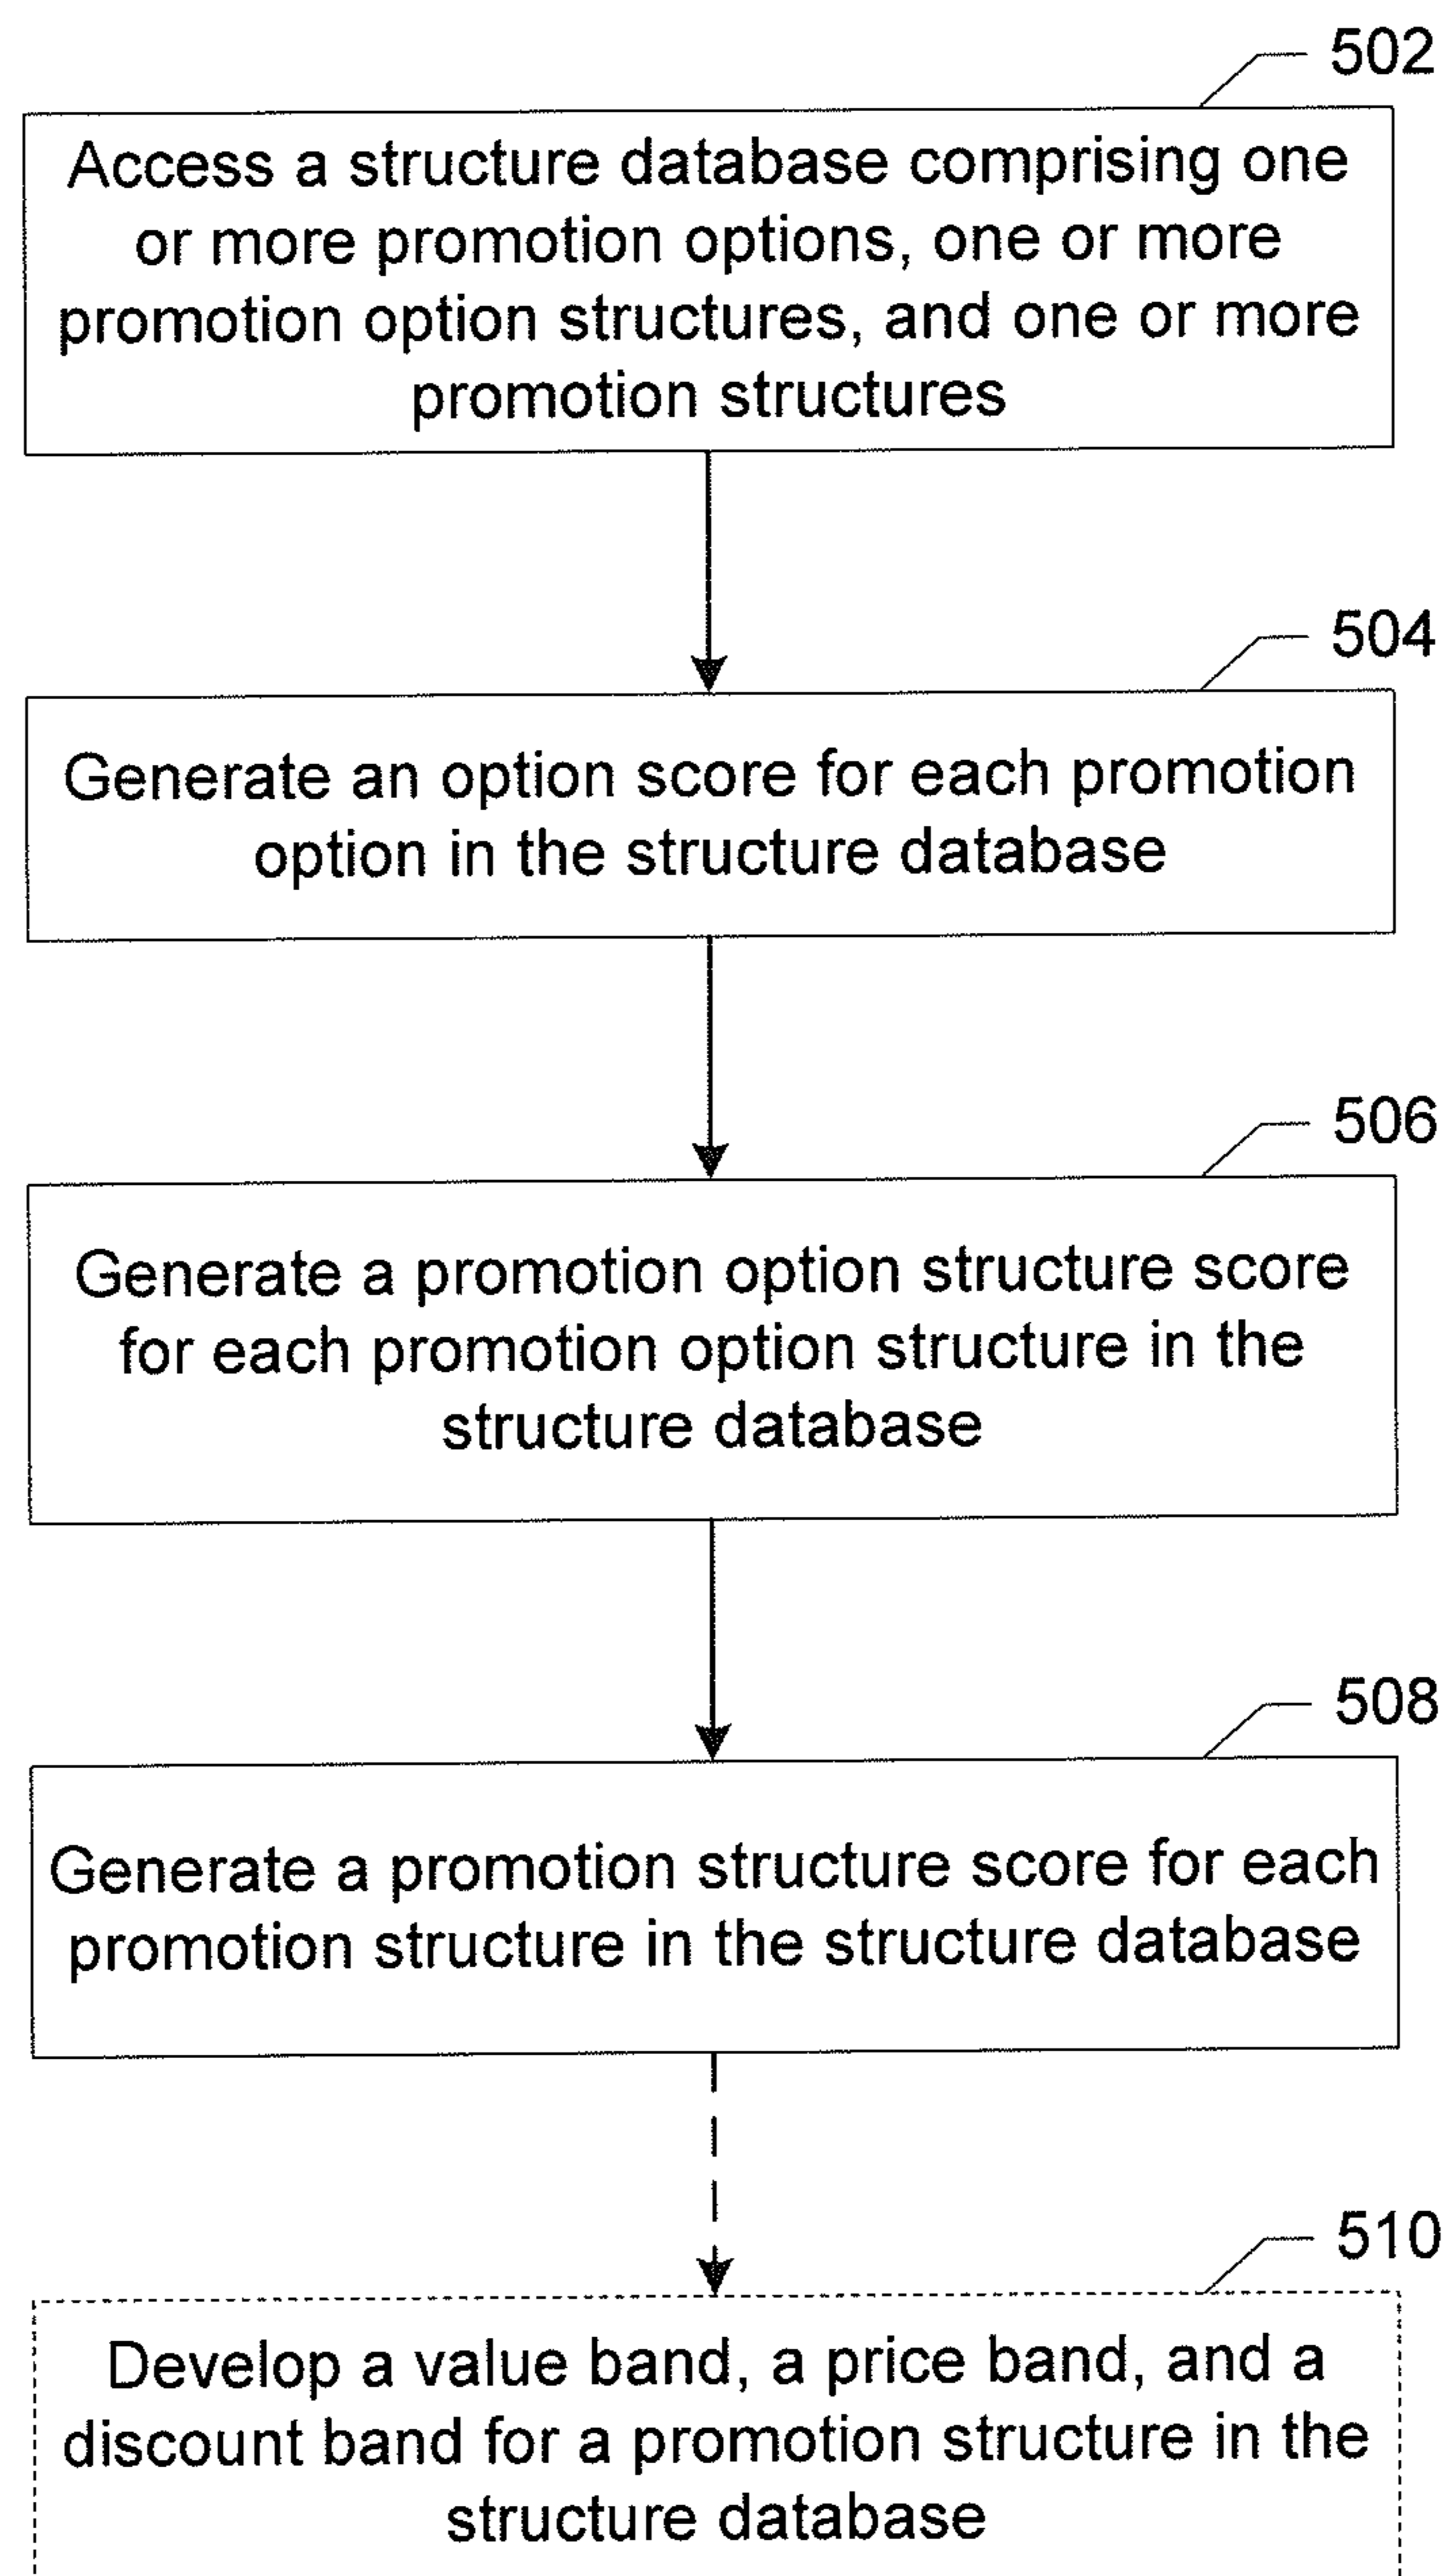 502
Access a structure database comprising one
or more promotion options, one or more
promotion option structures, and one or more
promotion structures
504
Generate an option score for each promotion
option in the structure database
506
Generate a promotion option structure score
for each promotion option structure in the
structure database
508
Generate a promotion structure score for each
promotion structure in the structure database
510
Develop a value band, a price band, and a
discount band for a promotion structure in the
structure database